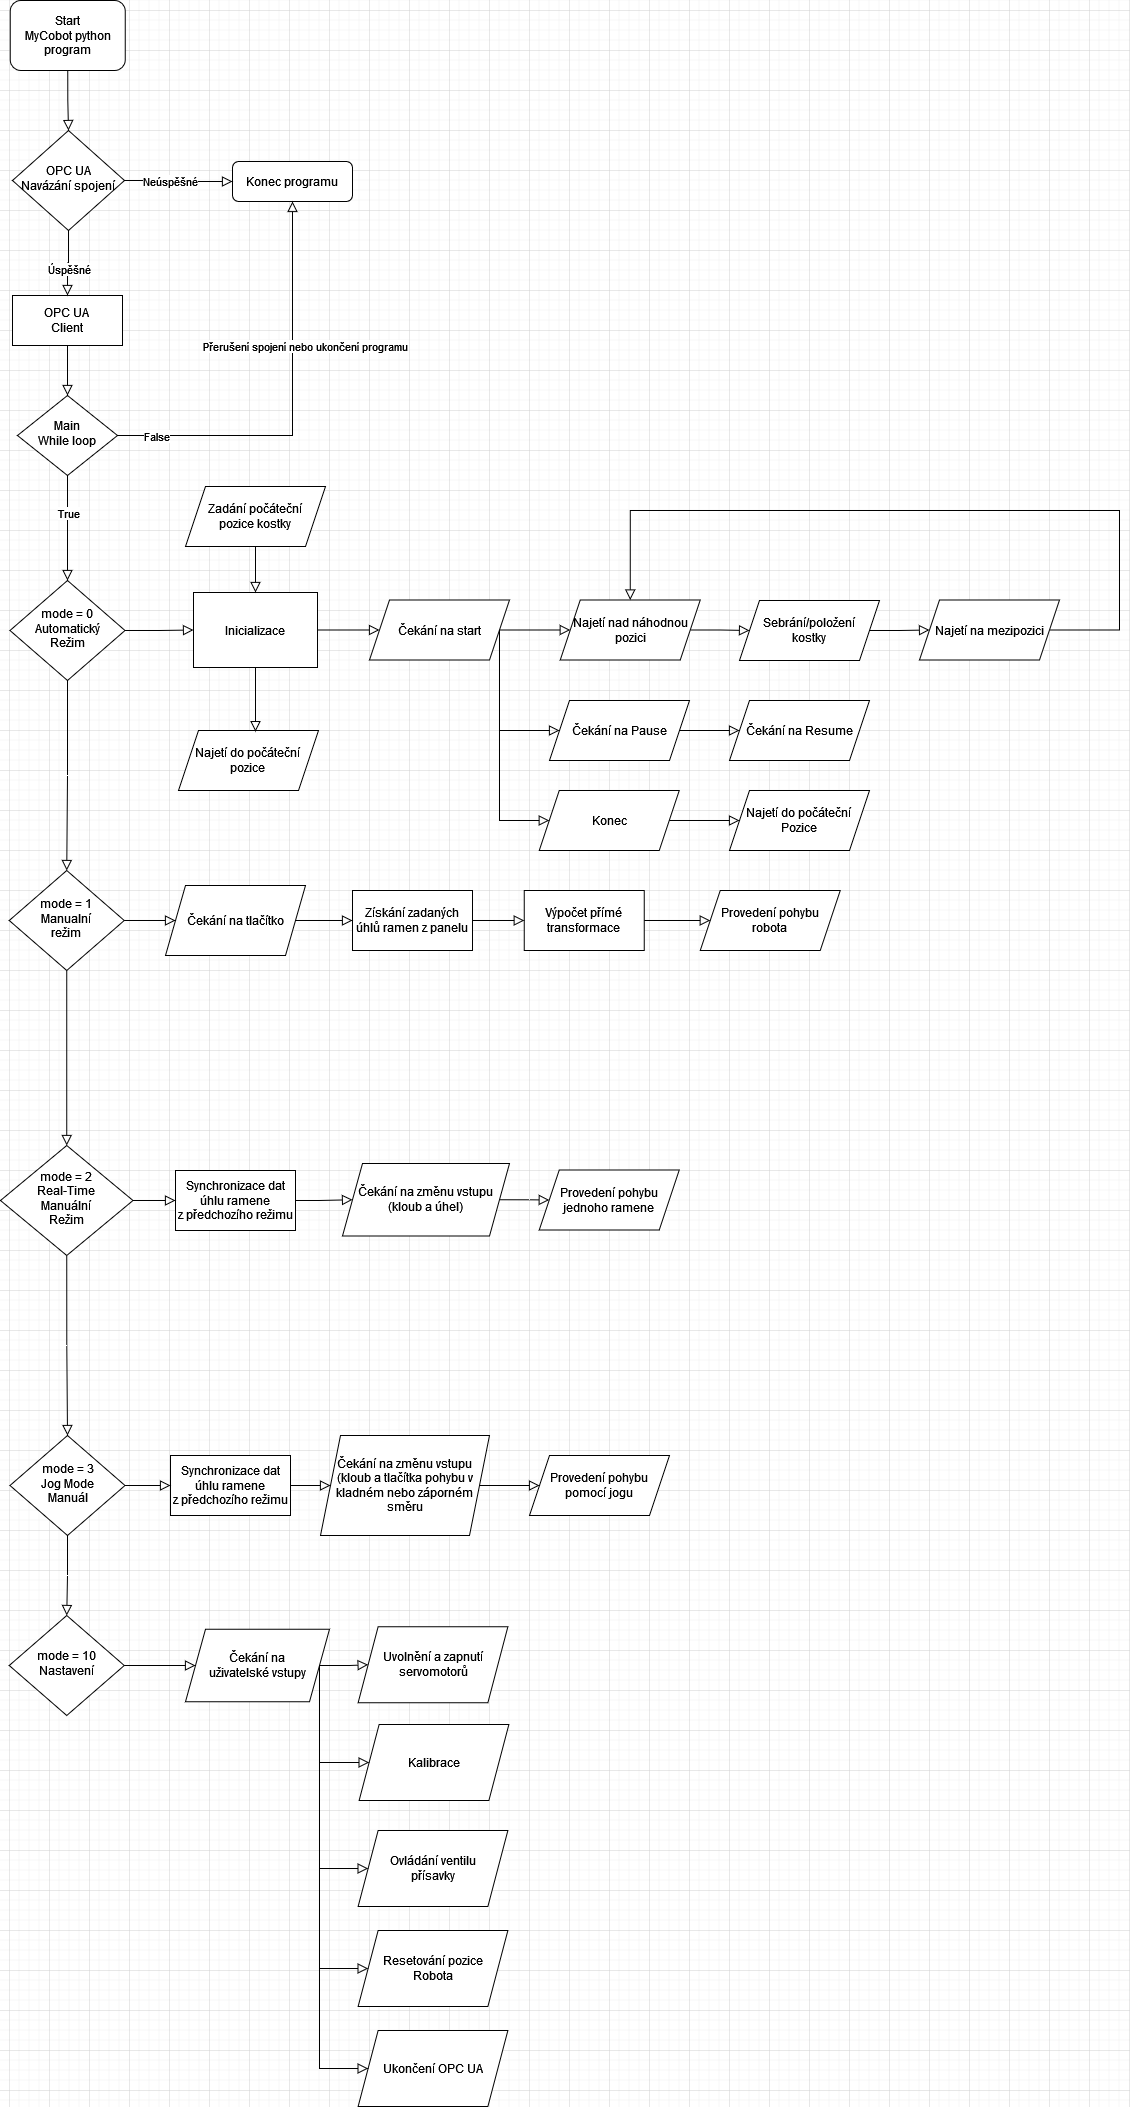 Start
MyCobot python
program
OPC UA
Navázání spojení
Neúspěšné
Konec programu
Úspěšné
OPC UA
Client
Přerušení spojení nebo ukončení programu
Main
While loop
False
True
Zadání počáteční
pozice kostky
mode = 0
Automatický
Režim
Inicializace
Čekání na start
Najetí nad náhodnou
pozici
Sebrání/položení
kostky
Najetí na mezipozici
Najetí do počáteční
pozice
Čekání na Pause
Čekání na Resume
Konec
Najetí do počáteční
Pozice
mode = 1
Manualní
režim
Čekání na tlačítko
Získání zadaných
úhlů ramen z panelu
Výpočet přímé
transformace
Provedení pohybu
robota
mode = 2
Real-Time
Manuální
Režim
Synchronizace dat
úhlu ramene
z předchozího režimu
Čekání na změnu vstupu
(kloub a úhel)
Provedení pohybu
jednoho ramene
mode = 3
Jog Mode
Manuál
Synchronizace dat
úhlu ramene
z předchozího režimu
Čekání na změnu vstupu
(kloub a tlačítka pohybu v
kladném nebo záporném
směru
Provedení pohybu
pomocí jogu
mode = 10
Nastavení
Čekání na
uživatelské vstupy
Uvolnění a zapnutí
servomotorů
Kalibrace
Ovládání ventilu
přísavky
Resetování pozice
Robota
Ukončení OPC UA